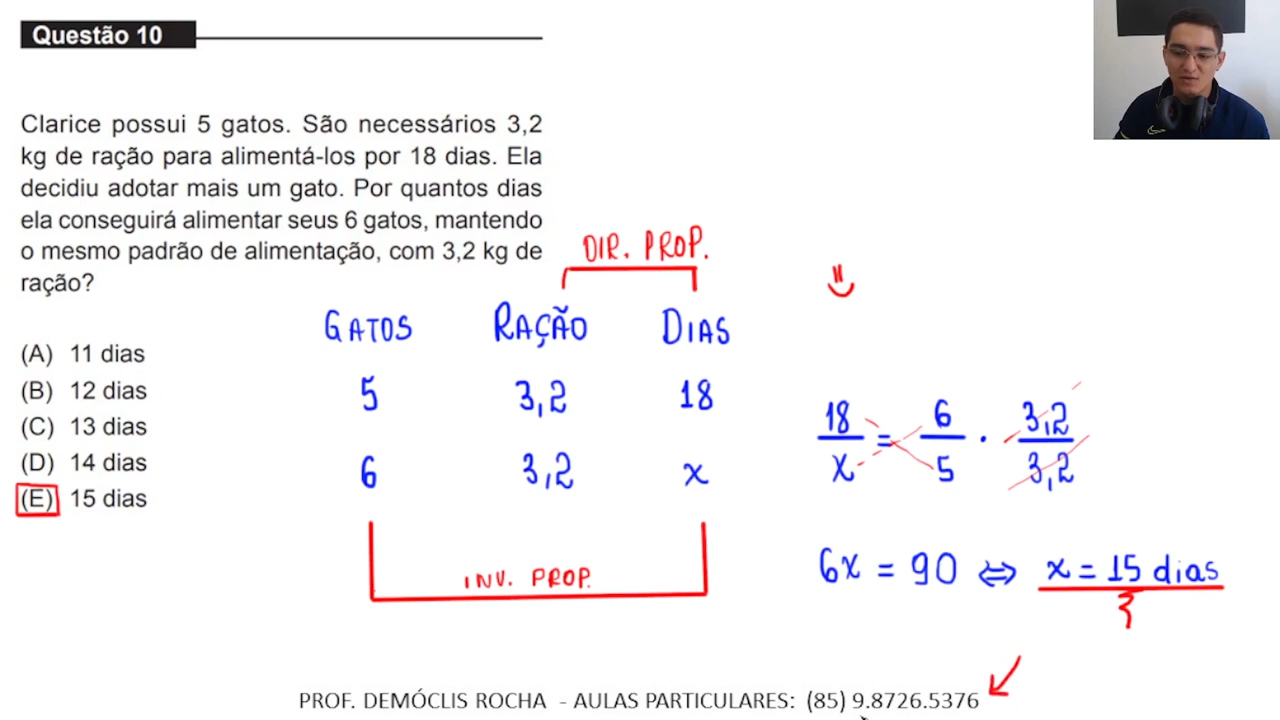 Questão 10
Clarice possui 5 gatos. São necessários 3,2
kg de ração para alimentá-los por 18 dias. Ela
decidiu adotar mais um gato. Por quantos dias
ela conseguirá alimentar seus 6 gatos, mantendo
o mesmo padrão de alimentação, com 3,2 kg de
ração?
(A) 11 dias
(B) 12 dias
(C) 13 dias
(D) 14 dias
(E) 15 dias
DIR. PROP.
GATOS RAÇÃO DIAS
5 3,2 18
6 3,2 x
INV. PROP.
18/x = 6/5 · 3,2/3,2
6x = 90 ⇔ x = 15 dias
PROF. DEMÓCLIS ROCHA - AULAS PARTICULARES: (85) 9.8726.5376